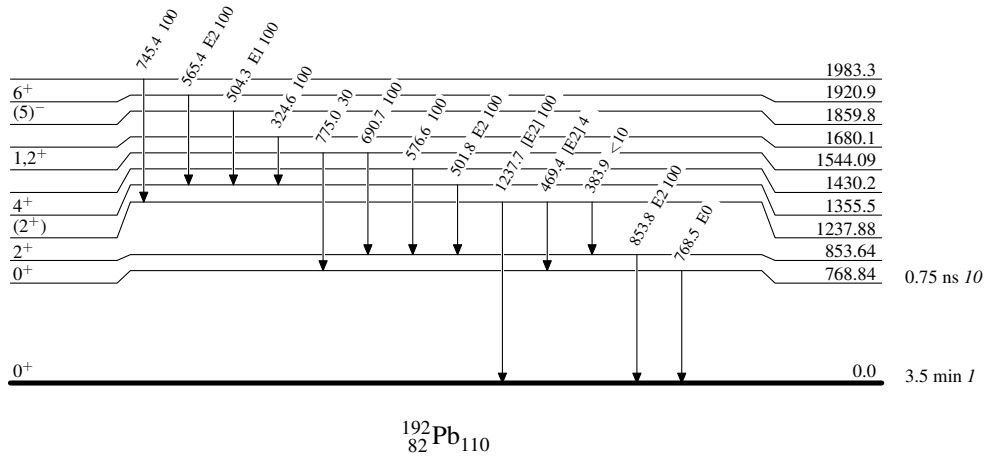 745.4 100
565.4 E2 100
504.3 E1 100
324.6 100
775.0 30
690.7 100
576.6 100
501.8 E2 100
1237.7 [E2] 100
469.4 [E2] 4
383.9 <10
853.8 E2 100
768.5 E0
1983.3
6+ 1920.9
(5)− 1859.8
1680.1
1,2+ 1544.09
1430.2
4+ 1355.5
(2+) 1237.88
2+ 853.64
0+ 768.84 0.75 ns 10
0+ 0.0 3.5 min 1
192 82 Pb 110